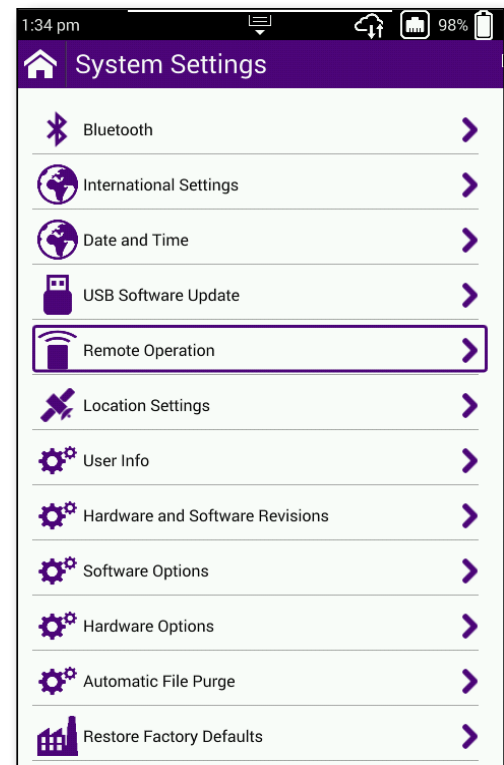 1:34 pm 98%
System Settings
Bluetooth
International Settings
Date and Time
USB Software Update
Remote Operation
Location Settings
User Info
Hardware and Software Revisions
Software Options
Hardware Options
Automatic File Purge
Restore Factory Defaults